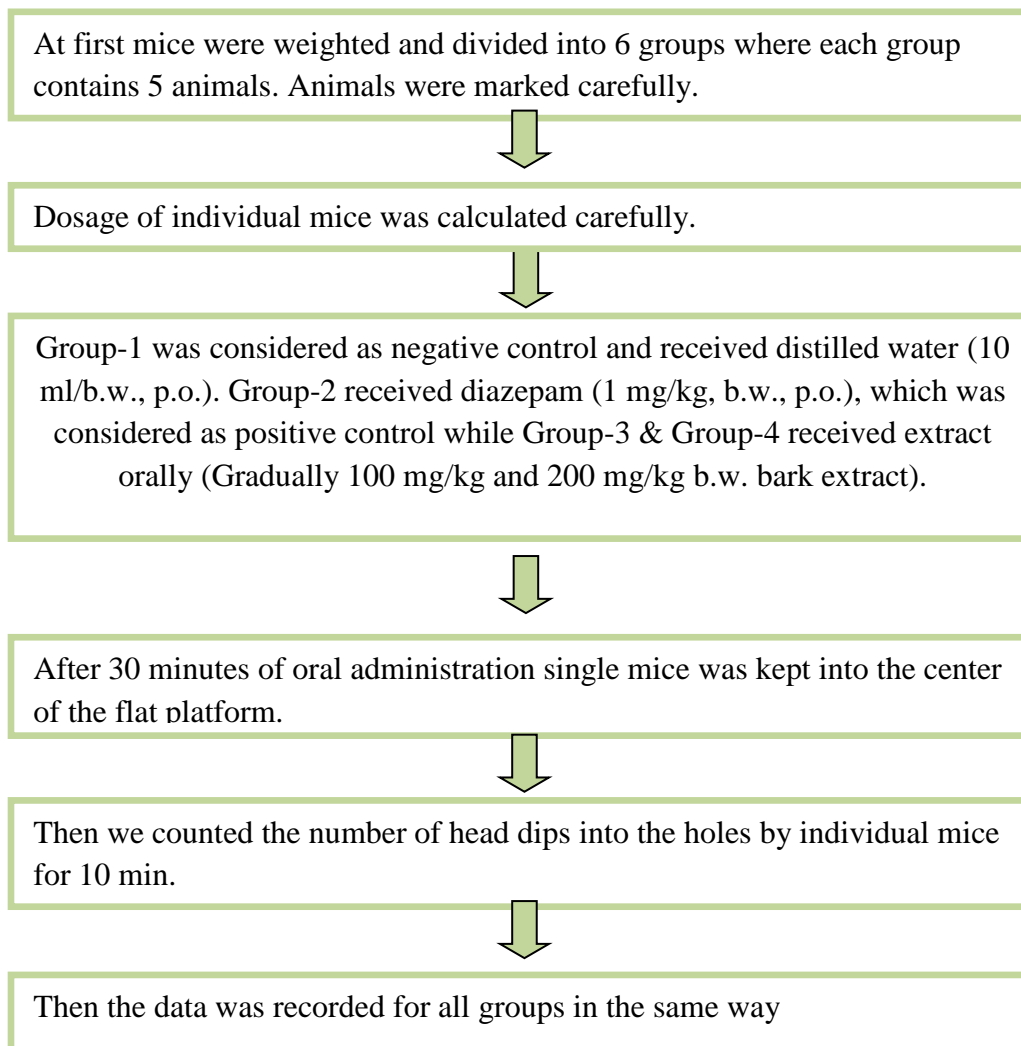 At first mice were weighted and divided into 6 groups where each group
contains 5 animals. Animals were marked carefully.
Dosage of individual mice was calculated carefully.
Group-1 was considered as negative control and received distilled water (10
ml/b.w., p.o.). Group-2 received diazepam (1 mg/kg, b.w., p.o.), which was
considered as positive control while Group-3 & Group-4 received extract
orally (Gradually 100 mg/kg and 200 mg/kg b.w. bark extract).
After 30 minutes of oral administration single mice was kept into the center
of the flat platform.
Then we counted the number of head dips into the holes by individual mice
for 10 min.
Then the data was recorded for all groups in the same way